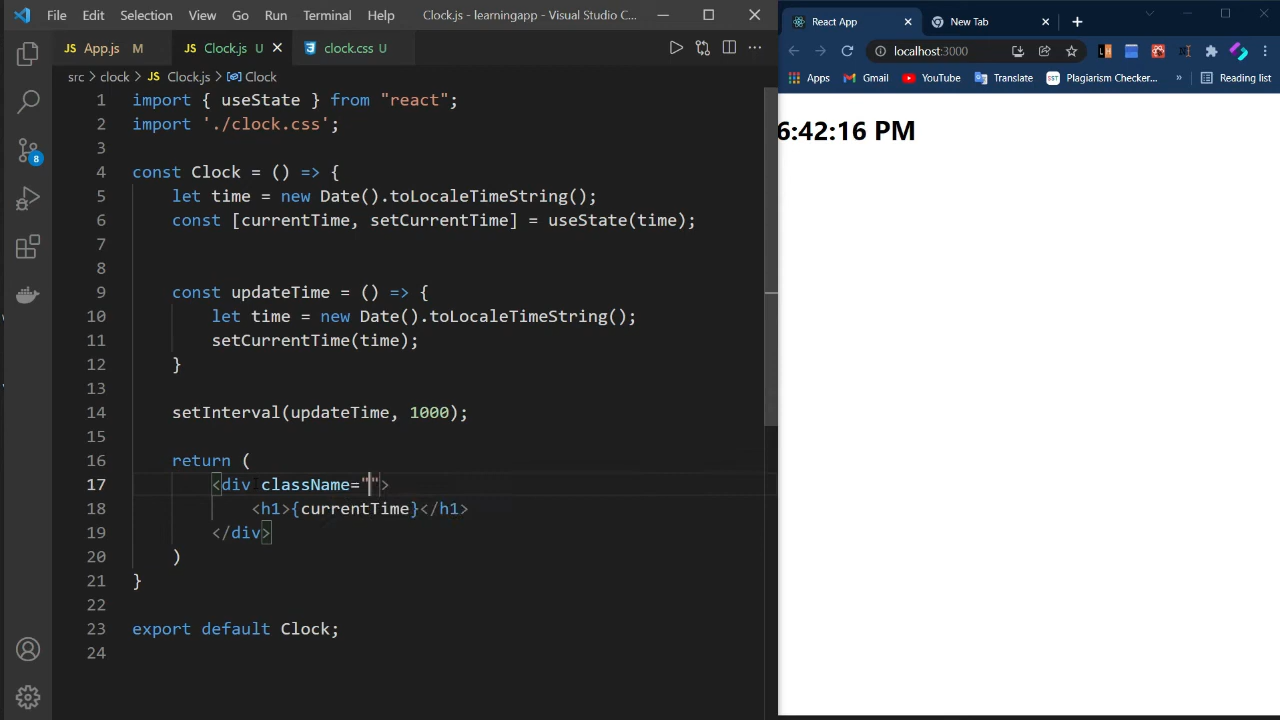 File Edit Selection View Go Run Terminal Help Clock.js - learningapp - Visual Studio C...
JS App.js M JS Clock.js U clock.css U
src > clock > JS Clock.js > Clock
1 import { useState } from "react";
2 import './clock.css';
3
4 const Clock = () => {
5 let time = new Date().toLocaleTimeString();
6 const [currentTime, setCurrentTime] = useState(time);
7
8
9 const updateTime = () => {
10 let time = new Date().toLocaleTimeString();
11 setCurrentTime(time);
12 }
13
14 setInterval(updateTime, 1000);
15
16 return (
17 <div className="">
18 <h1>{currentTime}</h1>
19 </div>
20 )
21 }
22
23 export default Clock;
24
8
React App New Tab
localhost:3000
Apps Gmail YouTube Translate Plagiarism Checker... » Reading list
6:42:16 PM